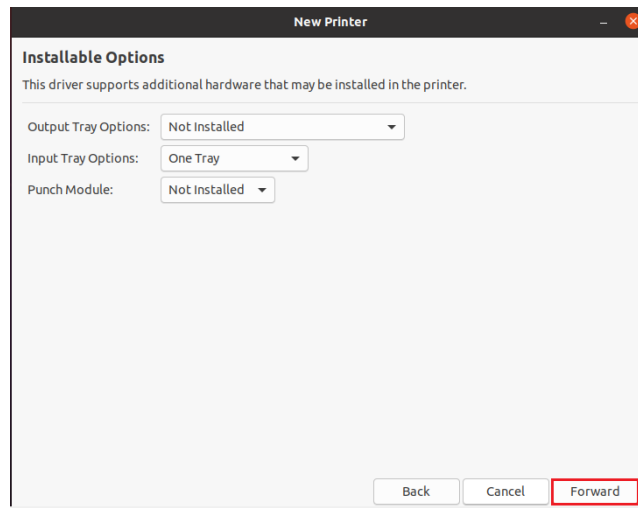 New Printer
Installable Options
This driver supports additional hardware that may be installed in the printer.
Output Tray Options: Not Installed
Input Tray Options: One Tray
Punch Module: Not Installed
Back Cancel Forward